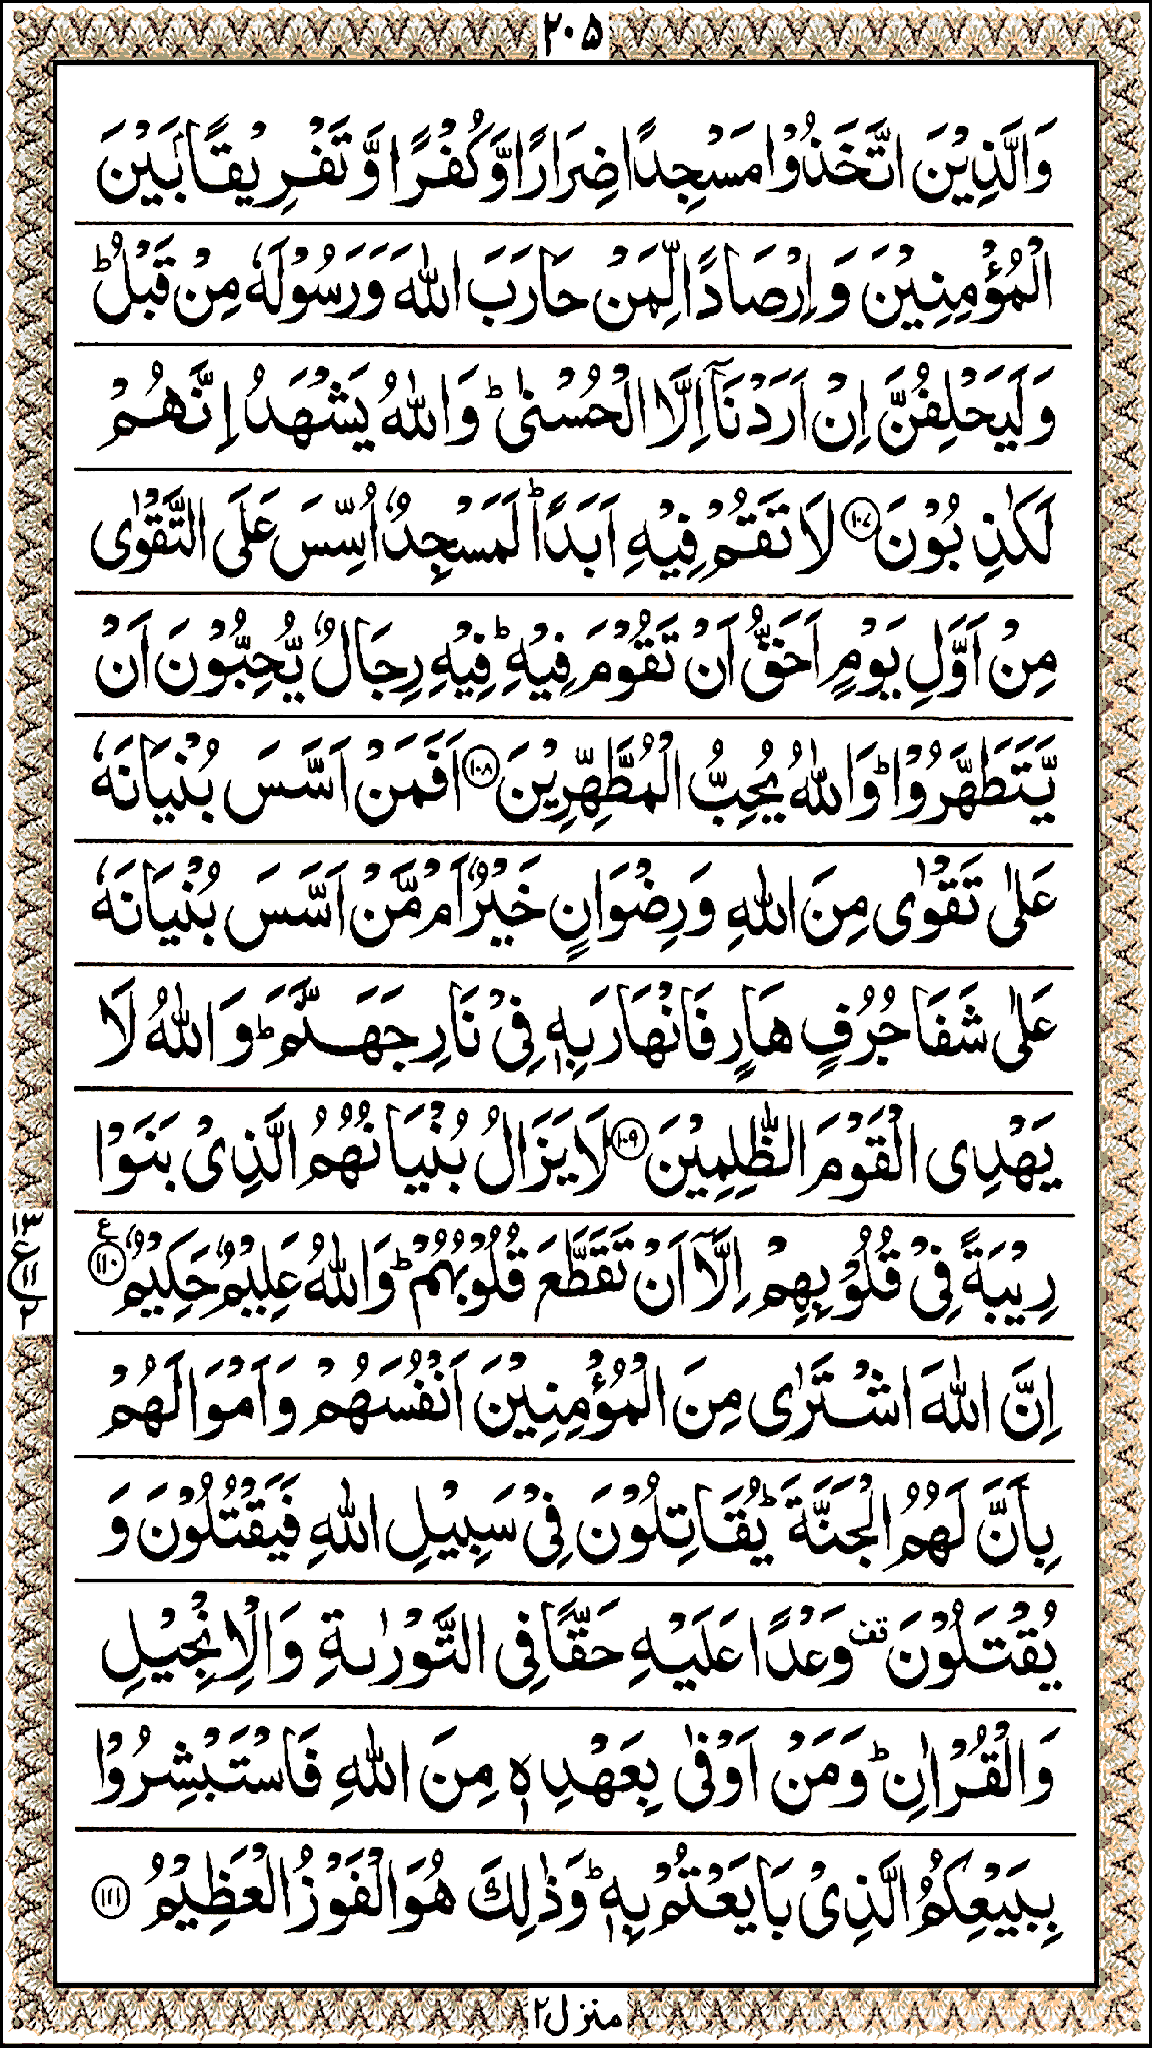 ۲۰۵
وَالَّذِيْنَ اتَّخَذُوْا مَسْجِدًا ضِرَارًا وَّكُفْرًا وَّ تَفْرِيْقًاۢ بَيْنَ
الْمُؤْمِنِيْنَ وَ اِرْصَادًا لِّمَنْ حَارَبَ اللّٰهَ وَرَسُوْلَهٗ مِنْ قَبْلُ ؕ
وَلَيَحْلِفُنَّ اِنْ اَرَدْنَاۤ اِلَّا الْحُسْنٰى ؕ وَاللّٰهُ يَشْهَدُ اِنَّهُمْ
لَكٰذِبُوْنَ ﴿۱۰۷﴾ لَا تَقُمْ فِيْهِ اَبَدًا ؕ لَمَسْجِدٌ اُسِّسَ عَلَى التَّقْوٰى
مِنْ اَوَّلِ يَوْمٍ اَحَقُّ اَنْ تَقُوْمَ فِيْهِ ؕ فِيْهِ رِجَالٌ يُّحِبُّوْنَ اَنْ
يَّتَطَهَّرُوْا ؕ وَاللّٰهُ يُحِبُّ الْمُطَّهِّرِيْنَ ﴿۱۰۸﴾ اَفَمَنْ اَسَّسَ بُنْيَانَهٗ
عَلٰى تَقْوٰى مِنَ اللّٰهِ وَرِضْوَانٍ خَيْرٌ اَمْ مَّنْ اَسَّسَ بُنْيَانَهٗ
عَلٰى شَفَا جُرُفٍ هَارٍ فَانْهَارَ بِهٖ فِيْ نَارِ جَهَنَّمَ ؕ وَاللّٰهُ لَا
يَهْدِى الْقَوْمَ الظّٰلِمِيْنَ ﴿۱۰۹﴾ لَا يَزَالُ بُنْيَانُهُمُ الَّذِىْ بَنَوْا
رِيْبَةً فِىْ قُلُوْبِهِمْ اِلَّاۤ اَنْ تَقَطَّعَ قُلُوْبُهُمْ ؕ وَاللّٰهُ عَلِيْمٌ حَكِيْمٌ ﴿۱۱۰﴾ ع
۱۳
ع
۱۱
۲
اِنَّ اللّٰهَ اشْتَرٰى مِنَ الْمُؤْمِنِيْنَ اَنْفُسَهُمْ وَاَمْوَالَهُمْ
بِاَنَّ لَهُمُ الْجَنَّةَ ؕ يُقَاتِلُوْنَ فِىْ سَبِيْلِ اللّٰهِ فَيَقْتُلُوْنَ وَ
يُقْتَلُوْنَ قف وَعْدًا عَلَيْهِ حَقًّا فِى التَّوْرٰىةِ وَالْاِنْجِيْلِ
وَالْقُرْاٰنِ ؕ وَمَنْ اَوْفٰى بِعَهْدِهٖ مِنَ اللّٰهِ فَاسْتَبْشِرُوْا
بِبَيْعِكُمُ الَّذِىْ بَايَعْتُمْ بِهٖ ؕ وَذٰلِكَ هُوَ الْفَوْزُ الْعَظِيْمُ ﴿۱۱۱﴾
منزل ۲